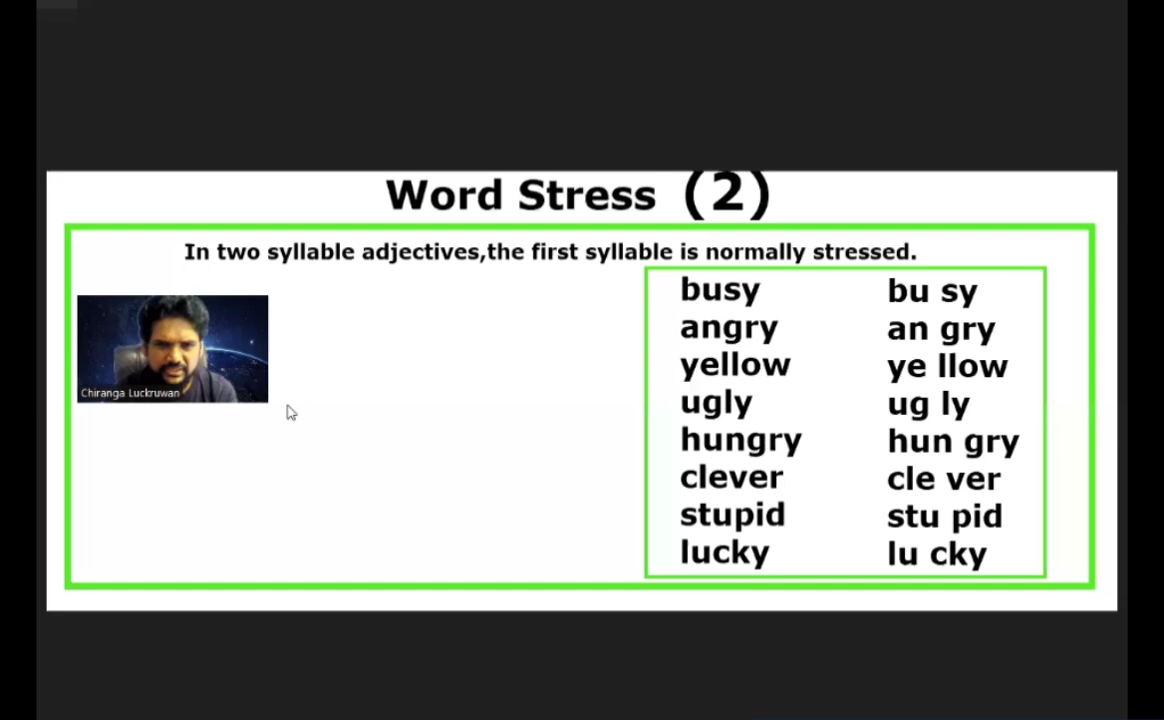 Word Stress (2)
In two syllable adjectives,the first syllable is normally stressed.
busy bu sy
angry an gry
yellow ye llow
ugly ug ly
hungry hun gry
clever cle ver
stupid stu pid
lucky lu cky
Chiranga Luckruwan